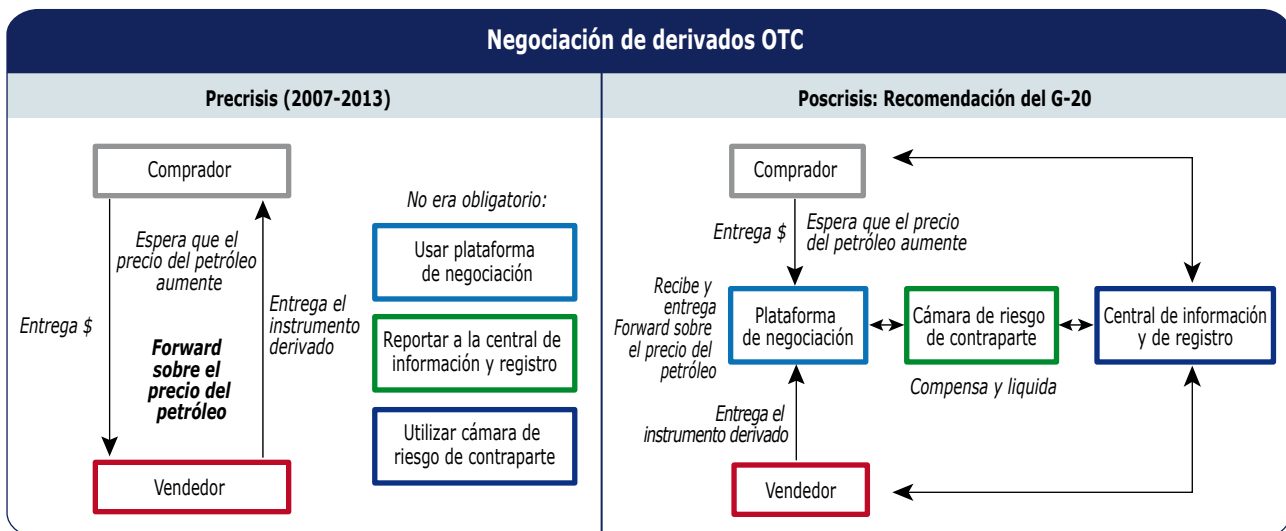 Negociación de derivados OTC
Precrisis (2007-2013)
Comprador
Espera que el
precio del petróleo
aumente
Entrega $
Forward
sobre el
precio del
petróleo
Entrega el
instrumento
derivado
Vendedor
No era obligatorio:
Usar plataforma
de negociación
Reportar a la central de
información y registro
Utilizar cámara de
riesgo de contraparte
Poscrisis: Recomendación del G-20
Comprador
Entrega $
Espera que el precio
del petróleo aumente
Recibe y
entrega
Forward sobre
el precio del
petróleo
Plataforma
de negociación
Cámara de riesgo
de contraparte
Compensa y liquida
Central de información
y de registro
Entrega el
instrumento derivado
Vendedor